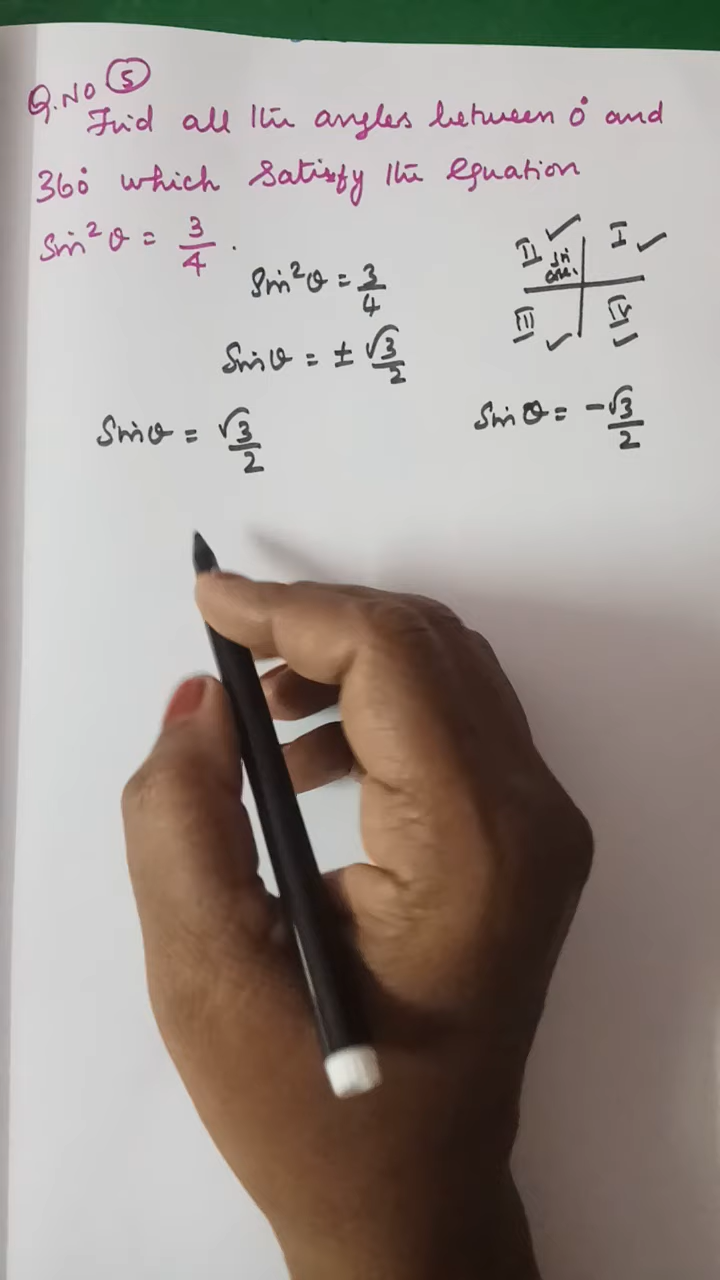 Q.NO 5
Find all the angles between 0° and
360° which satisfy the equation
sin²θ = 3/4.
sin²θ = 3/4
sinθ = ± √3/2
II I
III IV
sinθ = √3/2
sinθ = -√3/2